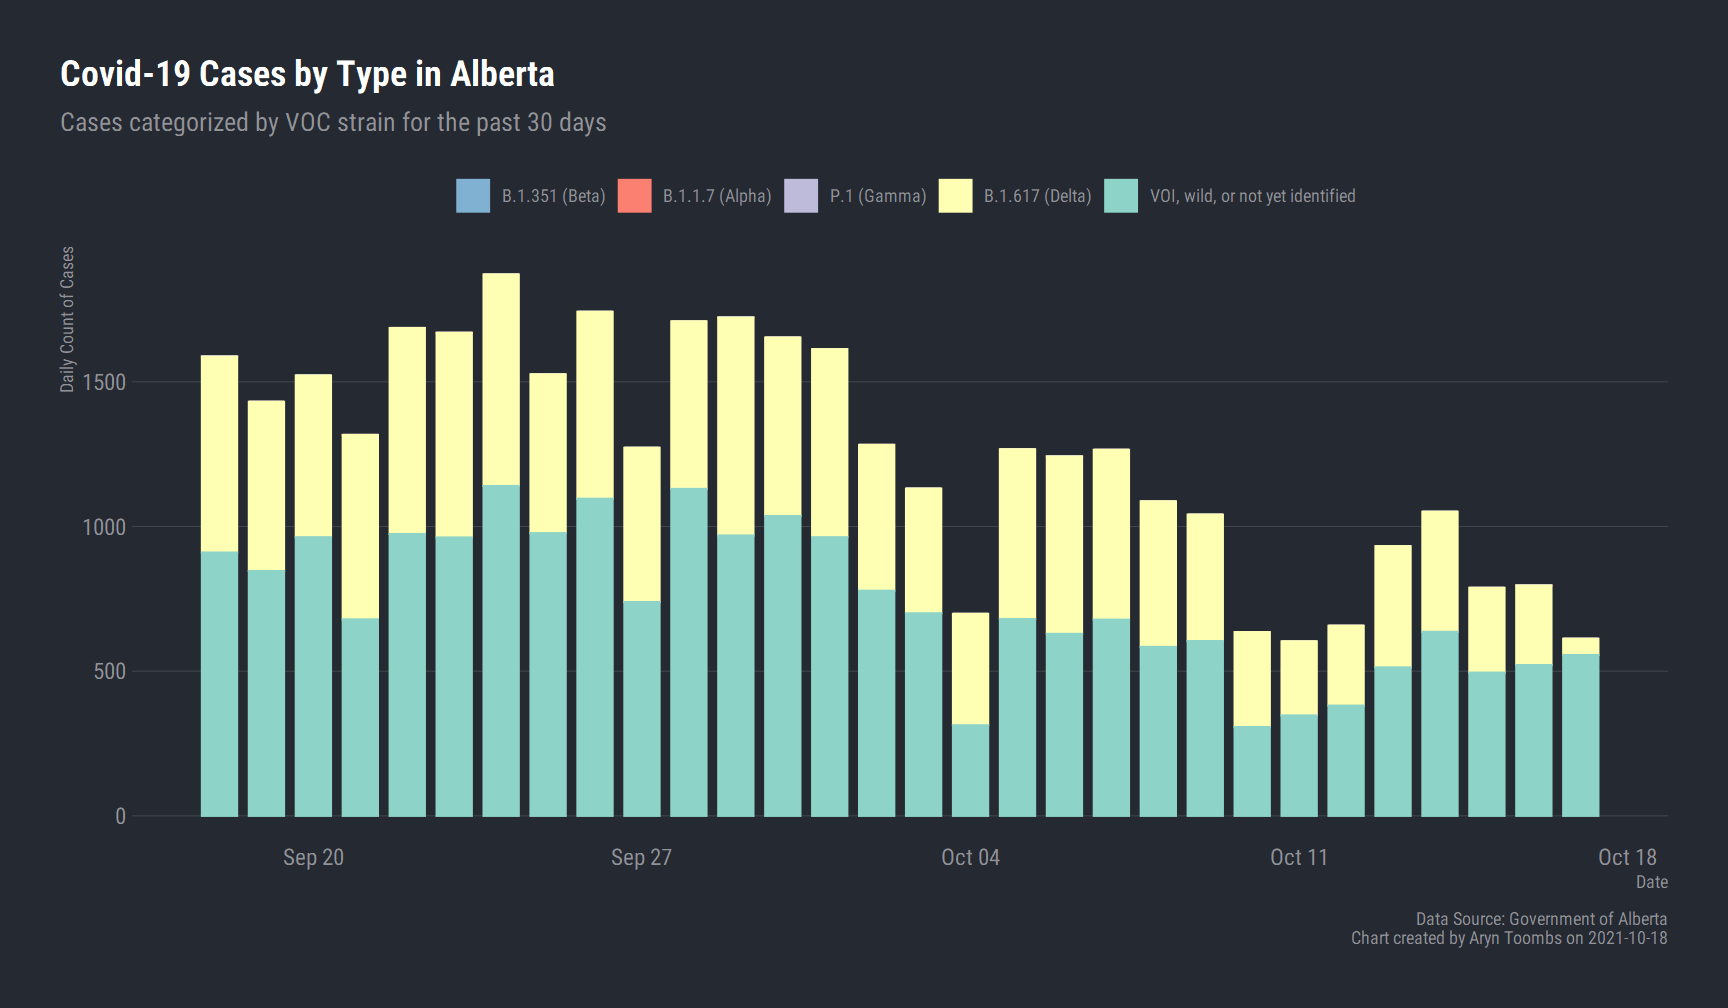 Covid-19 Cases by Type in Alberta
Cases categorized by VOC strain for the past 30 days
B.1.351 (Beta) B.1.1.7 (Alpha) P.1 (Gamma) B.1.617 (Delta) VOI, wild, or not yet identified
Daily Count of Cases
1500
1000
500
0
Sep 20 Sep 27 Oct 04 Oct 11 Oct 18
Date
Data Source: Government of Alberta
Chart created by Aryn Toombs on 2021-10-18